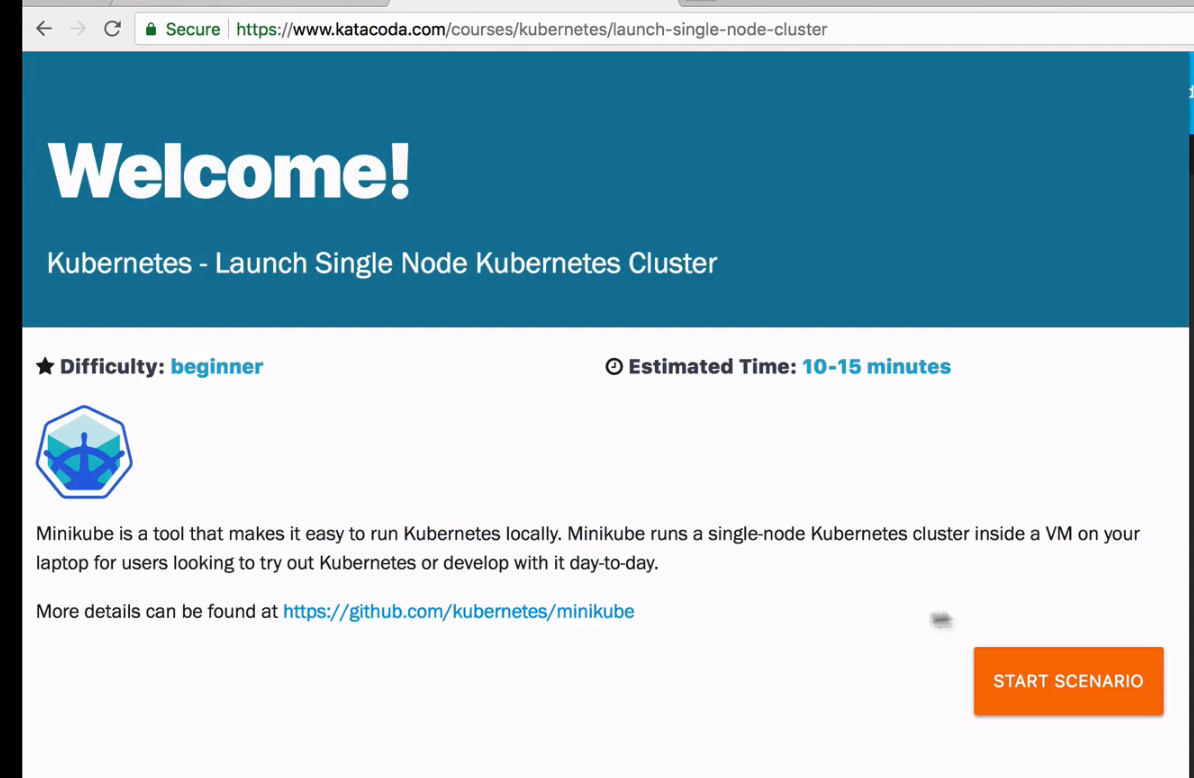 Secure https://www.katacoda.com/courses/kubernetes/launch-single-node-cluster
Welcome!
Kubernetes - Launch Single Node Kubernetes Cluster
Difficulty: beginner
Estimated Time: 10-15 minutes
Minikube is a tool that makes it easy to run Kubernetes locally. Minikube runs a single-node Kubernetes cluster inside a VM on your
laptop for users looking to try out Kubernetes or develop with it day-to-day.
More details can be found at https://github.com/kubernetes/minikube
START SCENARIO